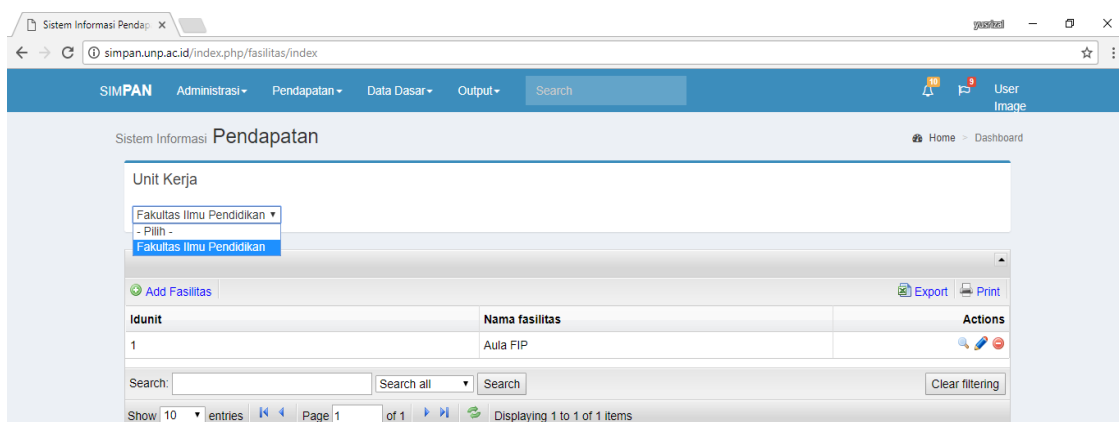 Sistem Informasi Pendap
yusrizal
simpan.unp.ac.id/index.php/fasilitas/index
SIMPAN Administrasi Pendapatan Data Dasar Output Search 10 9 User Image
Sistem Informasi Pendapatan Home > Dashboard
Unit Kerja
Fakultas Ilmu Pendidikan
- Pilih -
Fakultas Ilmu Pendidikan
Add Fasilitas Export Print
Idunit Nama fasilitas Actions
1 Aula FIP
Search: Search all Search Clear filtering
Show 10 entries Page 1 of 1 Displaying 1 to 1 of 1 items